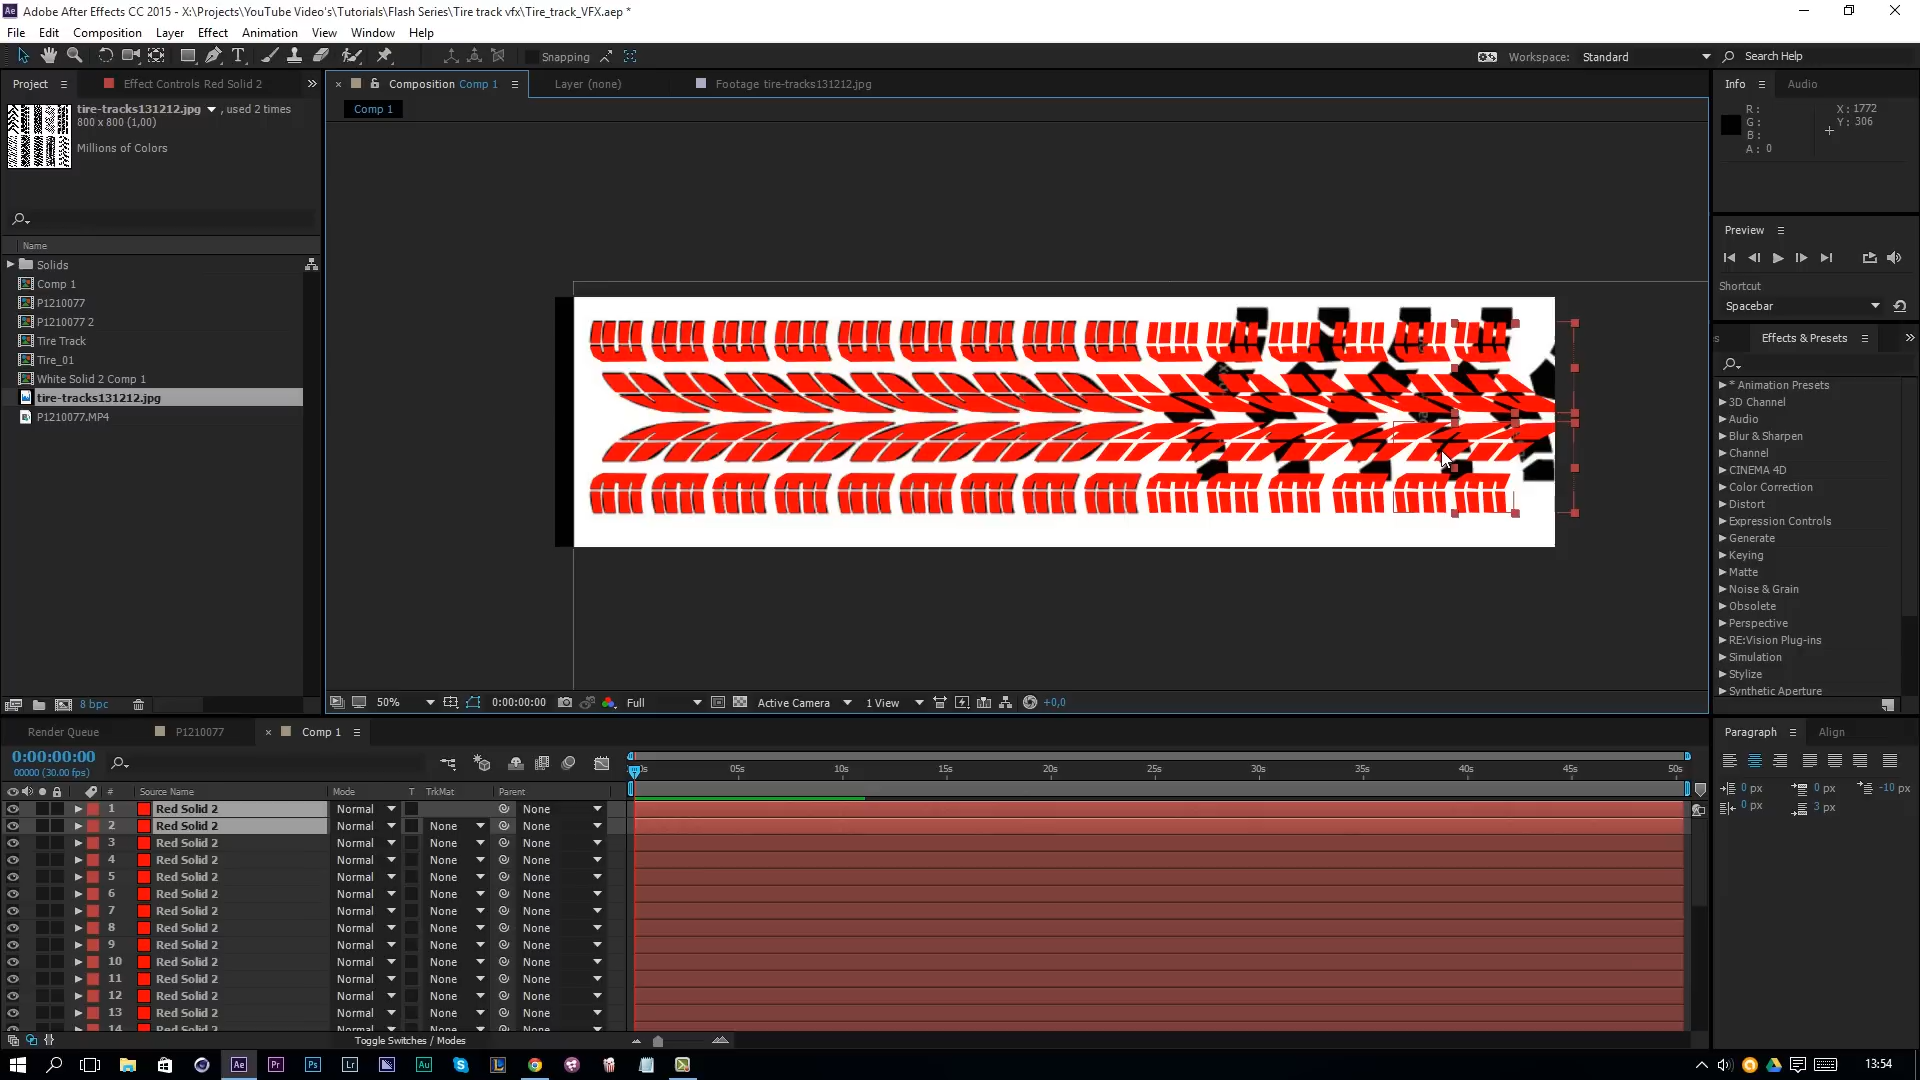 Adobe After Effects CC 2015 - X:\Projects\YouTube Video's\Tutorials\Flash Series\Tire track vfx\Tire_track_VFX.aep *
File Edit Composition Layer Effect Animation View Window Help
Snapping Workspace: Standard Search Help
Project Effect Controls Red Solid 2 Composition Comp 1 Layer (none) Footage tire-tracks131212.jpg Info Audio
tire-tracks131212.jpg , used 2 times
800 x 800 (1,00)
Millions of Colors
Comp 1
R: X: 1772
G: Y: 306
B:
A: 0
Preview
Shortcut
Spacebar
Effects & Presets
Name
Solids
Comp 1
P1210077
P1210077 2
Tire Track
Tire_01
White Solid 2 Comp 1
tire-tracks131212.jpg
P1210077.MP4
* Animation Presets
3D Channel
Audio
Blur & Sharpen
Channel
CINEMA 4D
Color Correction
Distort
Expression Controls
Generate
Keying
Matte
Noise & Grain
Obsolete
Perspective
RE:Vision Plug-ins
Simulation
Stylize
Synthetic Aperture
8 bpc 50% 0:00:00:00 Full Active Camera 1 View +0,0
Render Queue P1210077 Comp 1
0:00:00:00
00000 (30.00 fps)
05s 10s 15s 20s 25s 30s 35s 40s 45s 50s
# Source Name Mode T TrkMat Parent
1 Red Solid 2 Normal None
2 Red Solid 2 Normal None None
3 Red Solid 2 Normal None None
4 Red Solid 2 Normal None None
5 Red Solid 2 Normal None None
6 Red Solid 2 Normal None None
7 Red Solid 2 Normal None None
8 Red Solid 2 Normal None None
9 Red Solid 2 Normal None None
10 Red Solid 2 Normal None None
11 Red Solid 2 Normal None None
12 Red Solid 2 Normal None None
13 Red Solid 2 Normal None None
14 Red Solid 2 Normal None None
Toggle Switches / Modes
Paragraph Align
0 px 0 px -10 px
0 px 3 px
13:54